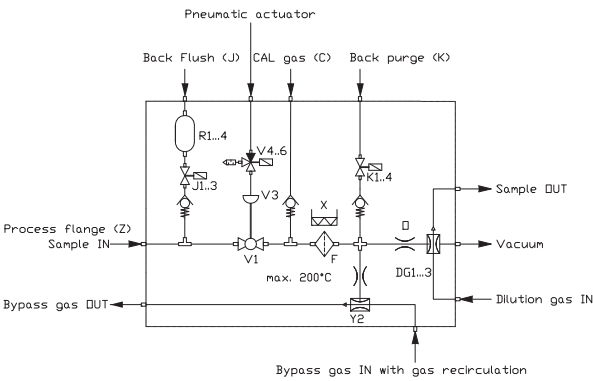 Pneumatic actuator
Back Flush (J) CAL gas (C) Back purge (K)
R1...4
V4..6
J1..3
K1..4
V3
X
Process flange (Z)
Sample IN
Sample OUT
Vacuum
V1
F
DG1...3
max. 200°C
Dilution gas IN
Bypass gas OUT
Y2
Bypass gas IN with gas recirculation